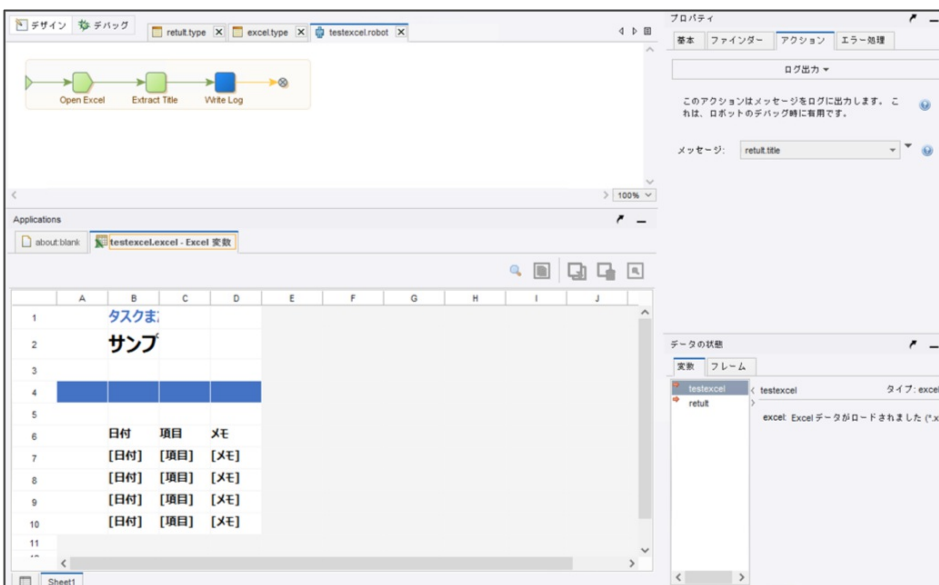 デザイン デバッグ
retult.type excel.type testexcel.robot
Open Excel Extract Title Write Log
100%
Applications
about:blank testexcel.excel - Excel 変数
A B C D E F G H I J
1 タスクま
2 サンプ
3
4
5
6 日付 項目 メモ
7 [日付] [項目] [メモ]
8 [日付] [項目] [メモ]
9 [日付] [項目] [メモ]
10 [日付] [項目] [メモ]
11
Sheet1
プロパティ
基本 ファインダー アクション エラー処理
ログ出力
このアクションはメッセージをログに出力します。 こ
れは、ロボットのデバッグ時に有用です。
メッセージ: retult.title
データの状態
変数 フレーム
testexcel
retult
testexcel タイプ: excel
excel: Excel データがロードされました (*.x